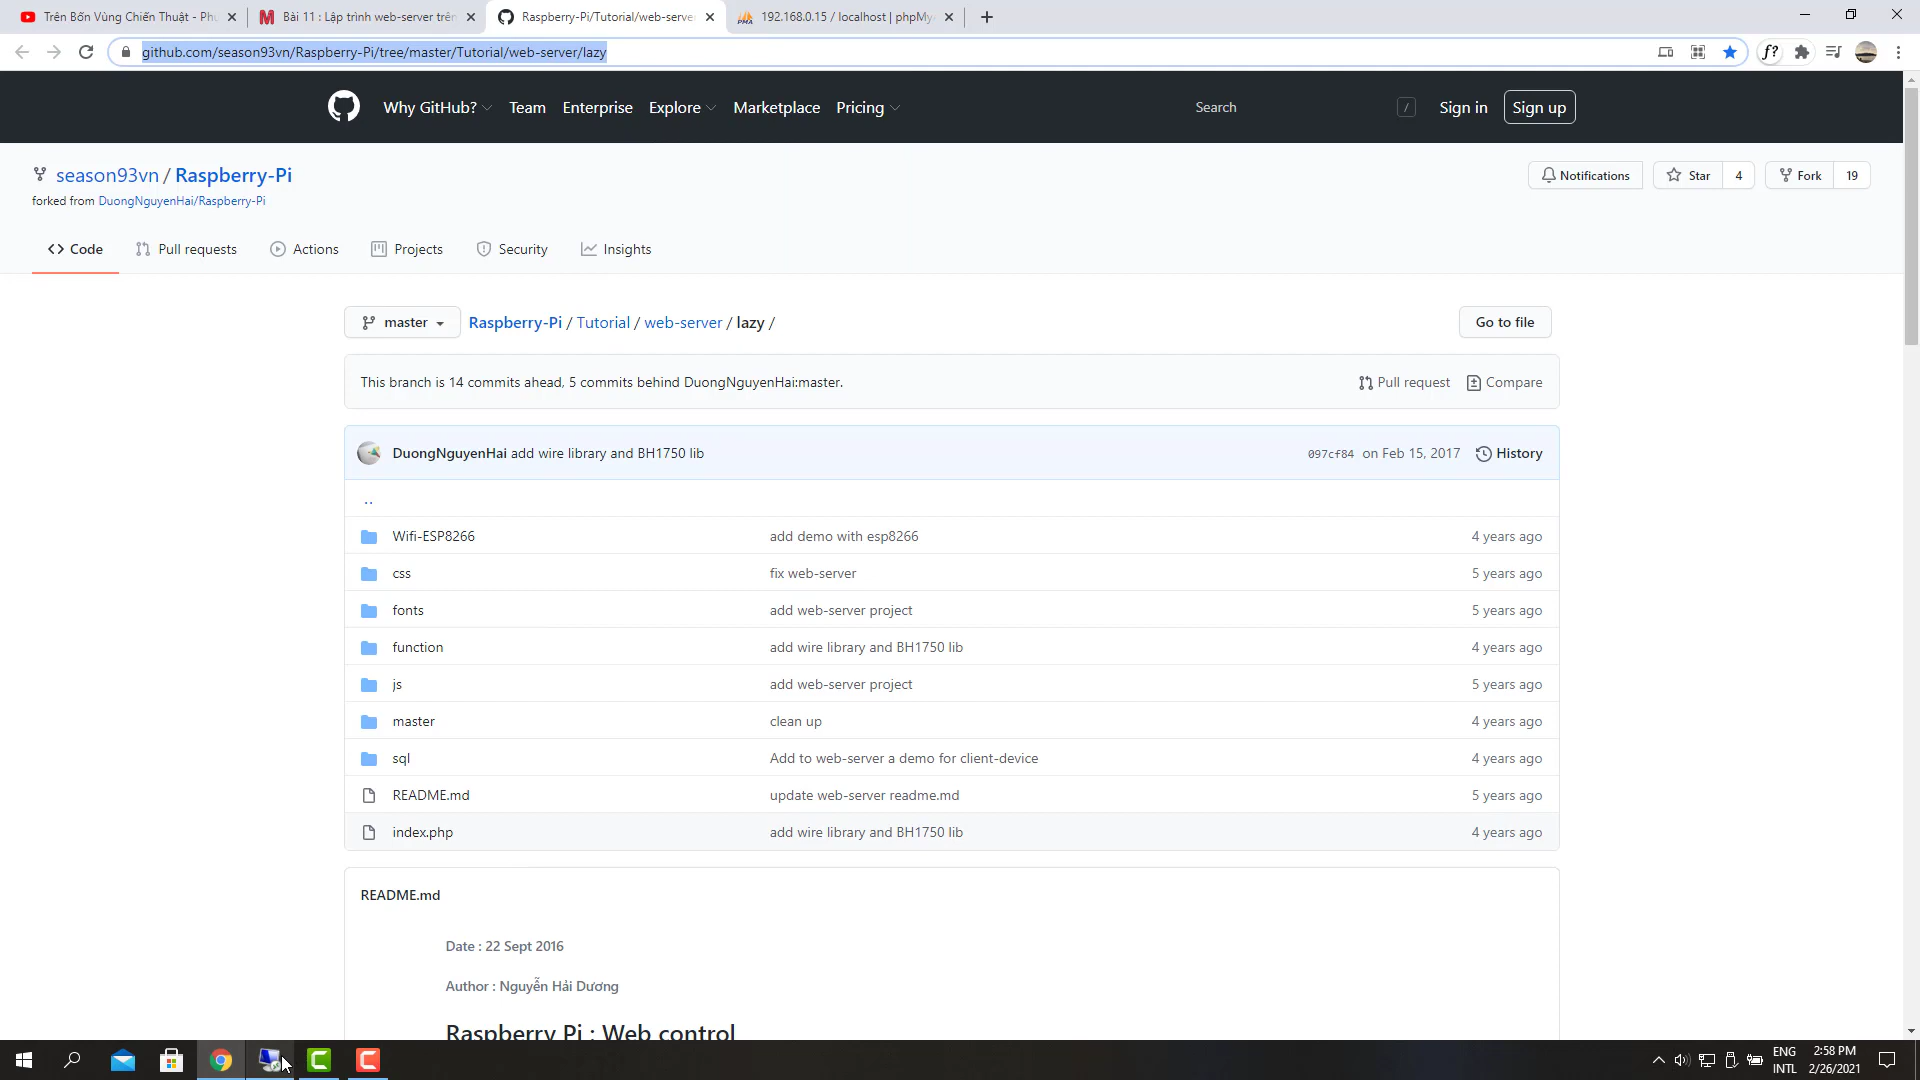 Trên Bốn Vùng Chiến Thuật - Ph
Bài 11 : Lập trình web-server trên
Raspberry-Pi/Tutorial/web-serve
192.168.0.15 / localhost | phpMy
github.com/season93vn/Raspberry-Pi/tree/master/Tutorial/web-server/lazy
f?
Why GitHub?
Team
Enterprise
Explore
Marketplace
Pricing
Search
/
Sign in
Sign up
season93vn / Raspberry-Pi
Notifications
Star 4
Fork 19
forked from DuongNguyenHai/Raspberry-Pi
Code
Pull requests
Actions
Projects
Security
Insights
master
Raspberry-Pi / Tutorial / web-server / lazy /
Go to file
This branch is 14 commits ahead, 5 commits behind DuongNguyenHai:master.
Pull request
Compare
DuongNguyenHai add wire library and BH1750 lib
097cf84 on Feb 15, 2017
History
..
Wifi-ESP8266 add demo with esp8266 4 years ago
css fix web-server 5 years ago
fonts add web-server project 5 years ago
function add wire library and BH1750 lib 4 years ago
js add web-server project 5 years ago
master clean up 4 years ago
sql Add to web-server a demo for client-device 4 years ago
README.md update web-server readme.md 5 years ago
index.php add wire library and BH1750 lib 4 years ago
README.md
Date : 22 Sept 2016
Author : Nguyễn Hải Dương
Raspberry Pi : Web control
ENG
INTL
2:58 PM
2/26/2021